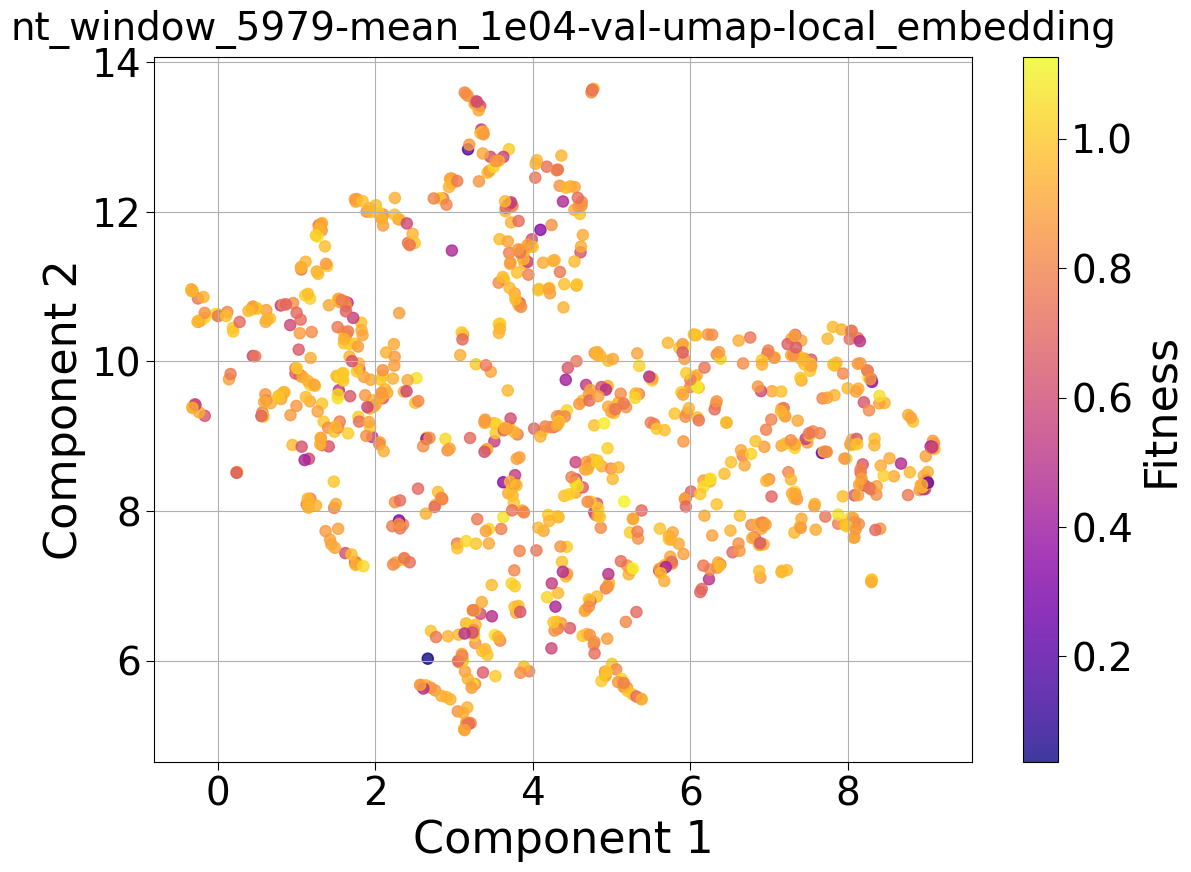 nt_window_5979-mean_1e04-val-umap-local_embedding
14
12
10
8
6
0 2 4 6 8
Component 1
Component 2
1.0
0.8
0.6
0.4
0.2
Fitness